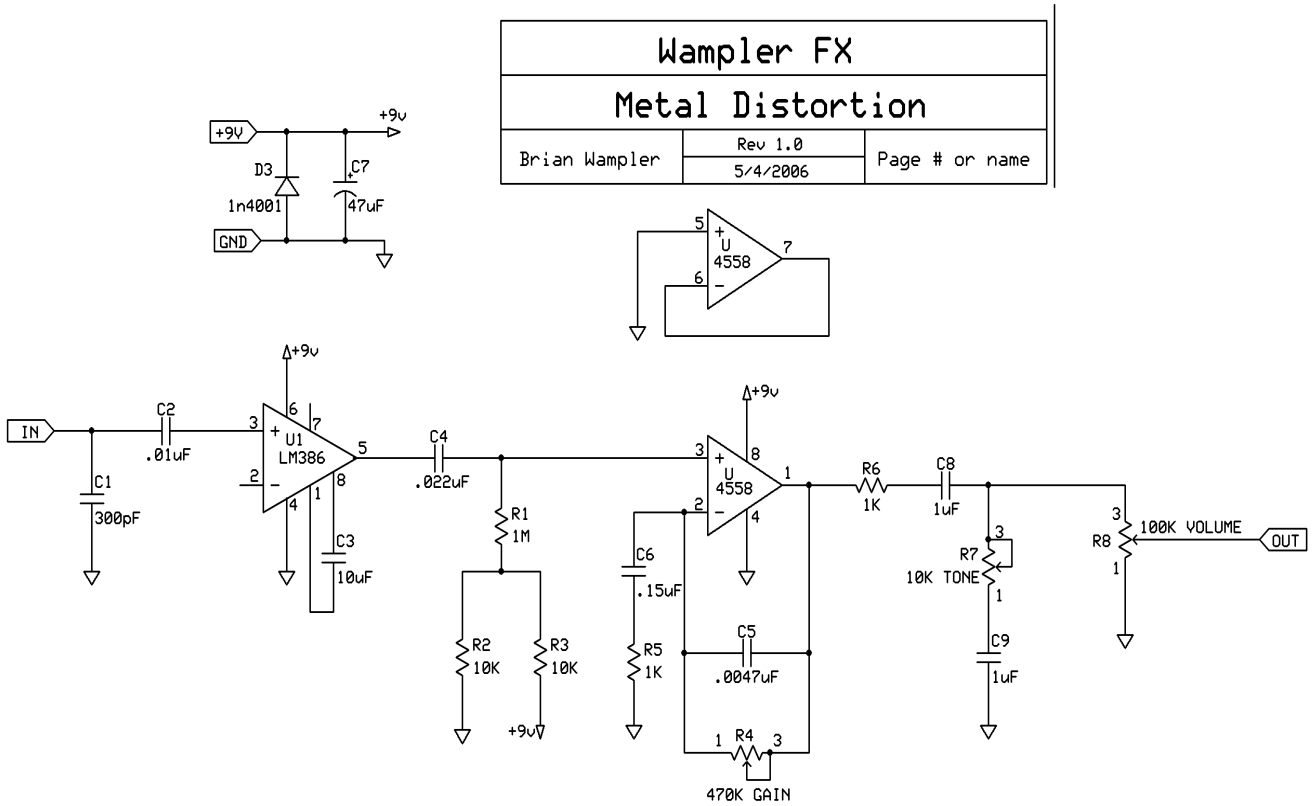 Wampler FX
Metal Distortion
Brian Wampler
Rev 1.0
5/4/2006
Page # or name
+9V
+9v
D3
1n4001
C7
+
47uF
GND
5
+
U
4558
7
6
-
+9v
IN
C2
.01uF
C1
300pF
3
+
6
7
U1
LM386
5
2
-
4
1
8
C3
10uF
C4
.022uF
R1
1M
R2
10K
R3
10K
+9v
+9v
3
+
8
U
4558
1
2
-
4
C6
.15uF
R5
1K
C5
.0047uF
1
R4
3
470K GAIN
R6
1K
C8
1uF
3
R7
10K TONE
1
C9
1uF
3
R8
100K VOLUME
1
OUT